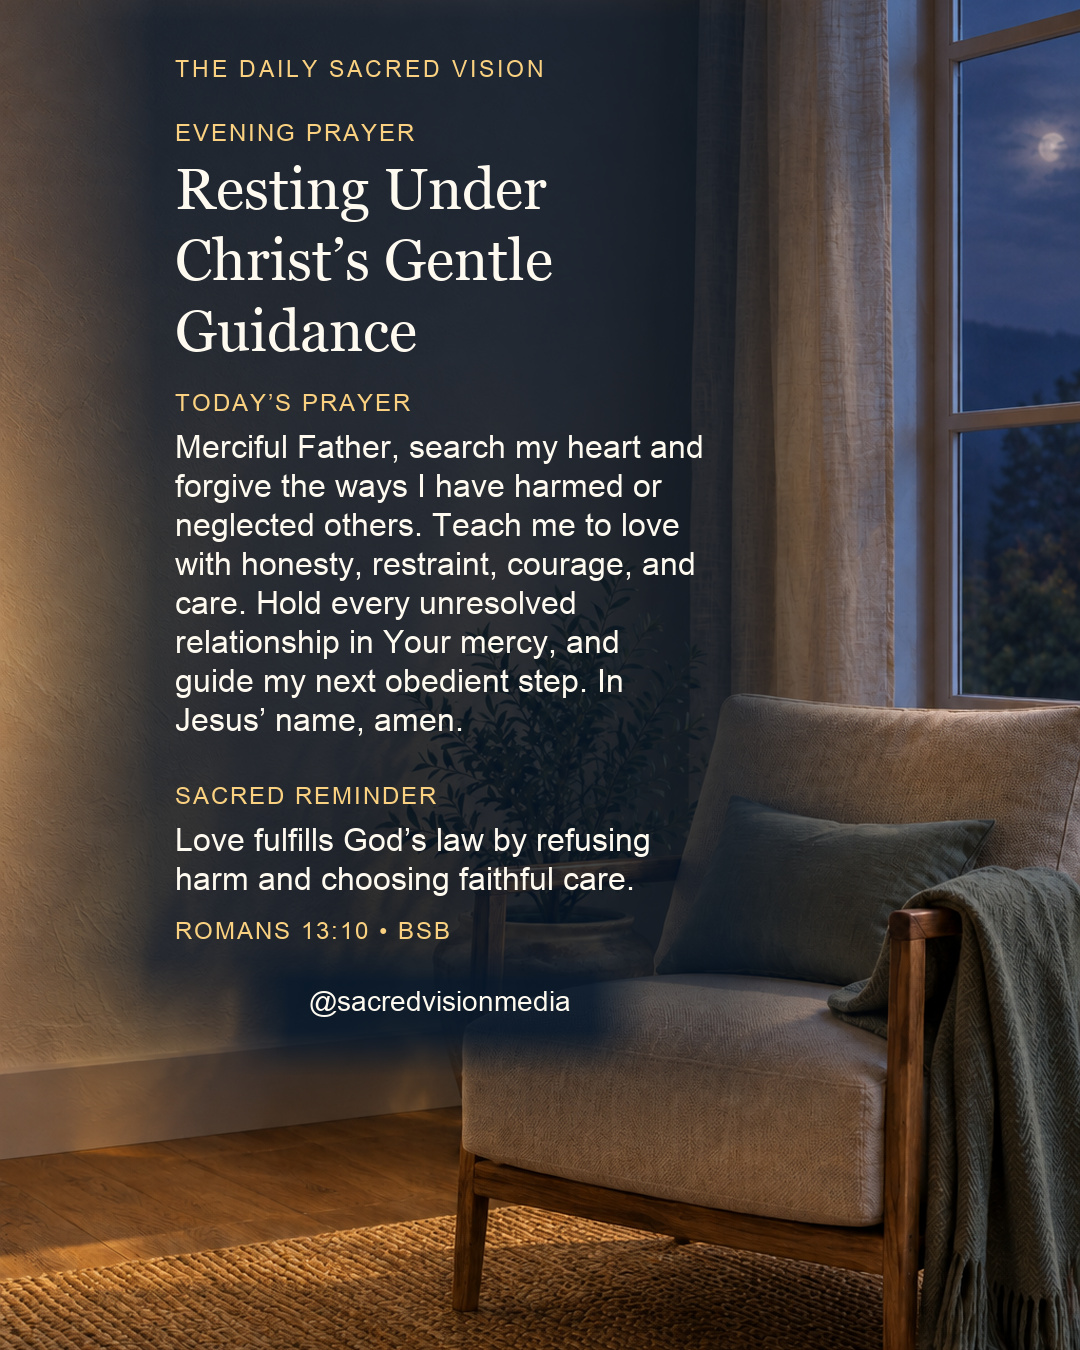 THE DAILY SACRED VISION
EVENING PRAYER
Resting Under
Christ’s Gentle
Guidance
TODAY’S PRAYER
Merciful Father, search my heart and
forgive the ways I have harmed or
neglected others. Teach me to love
with honesty, restraint, courage, and
care. Hold every unresolved
relationship in Your mercy, and
guide my next obedient step. In
Jesus’ name, amen.
SACRED REMINDER
Love fulfills God’s law by refusing
harm and choosing faithful care.
ROMANS 13:10 • BSB
@sacredvisionmedia